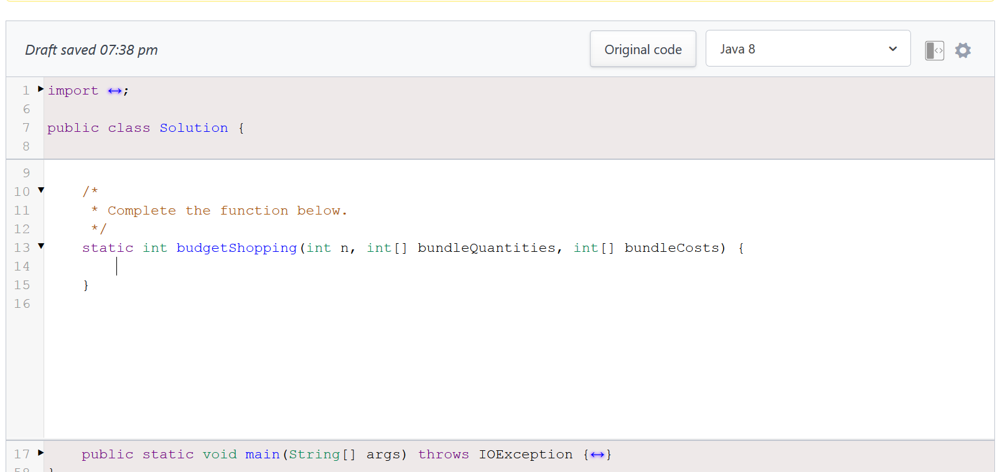 Draft saved 07:38 pm
Original code
Java 8
1 import ↔;
6
7 public class Solution {
8
9
10 /*
11 * Complete the function below.
12 */
13 static int budgetShopping(int n, int[] bundleQuantities, int[] bundleCosts) {
14
15 }
16
17 public static void main(String[] args) throws IOException {↔}
58 }